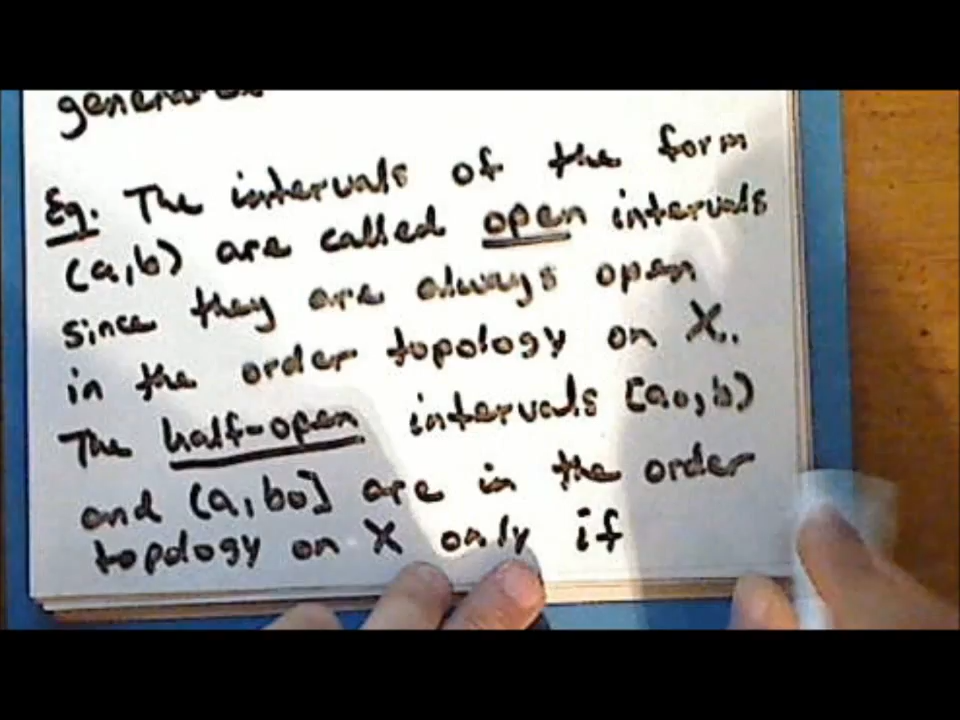 Eg. The intervals of the form
(a,b) are called open intervals
since they are always open
in the order topology on X.
The half-open intervals [a0,b)
and (a,b0] are in the order
topology on X only if